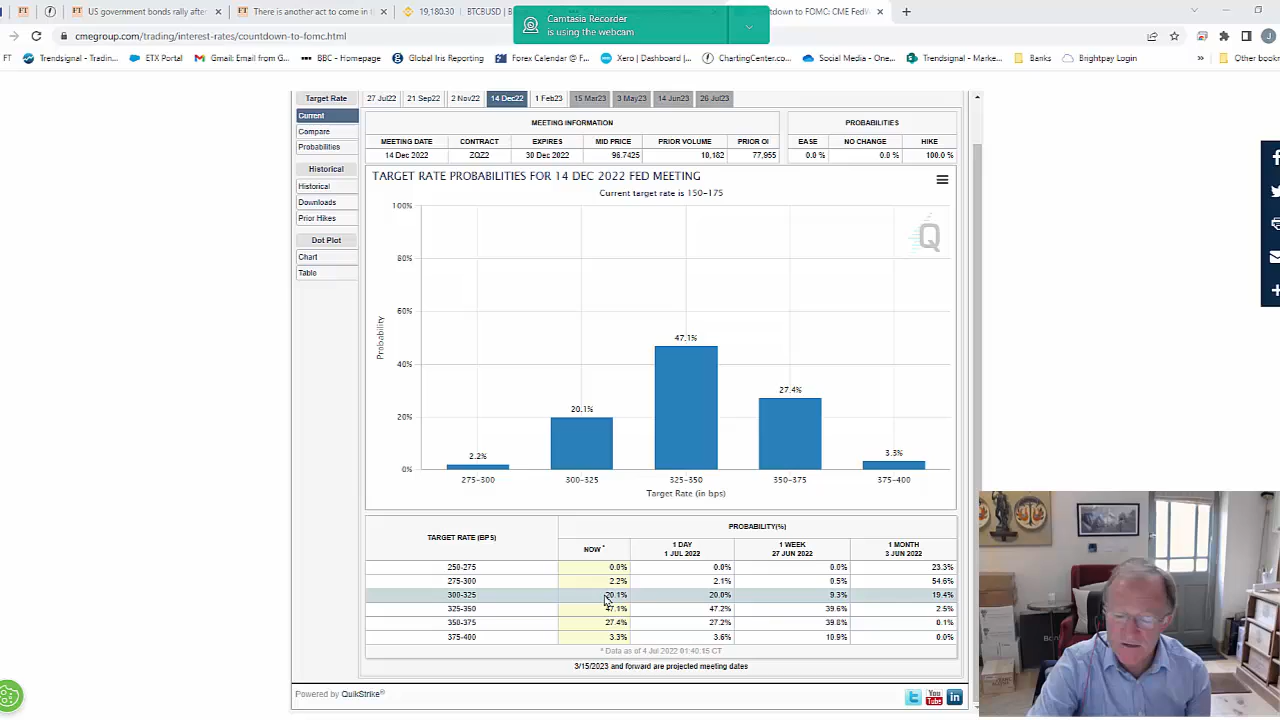 FT
US government bonds rally after
FT
There is another act to come in t
19,180.30 | BTCBUSD | B
Camtasia Recorder
is using the webcam
down to FOMC: CME FedW
cmegroup.com/trading/interest-rates/countdown-to-fomc.html
FT
Trendsignal - Tradin...
ETX Portal
Gmail: Email from G...
BBC - Homepage
Global Iris Reporting
Forex Calendar @ F...
Xero | Dashboard |...
ChartingCenter.co...
Social Media - One...
Trendsignal - Marke...
Banks
Brightpay Login
»
Other book
Target Rate
27 Jul22
21 Sep22
2 Nov22
14 Dec22
1 Feb23
15 Mar23
3 May23
14 Jun23
26 Jul23
Current
Compare
Probabilities
Historical
Historical
Downloads
Prior Hikes
Dot Plot
Chart
Table
MEETING INFORMATION
PROBABILITIES
MEETING DATE CONTRACT EXPIRES MID PRICE PRIOR VOLUME PRIOR OI EASE NO CHANGE HIKE
14 Dec 2022 ZQZ2 30 Dec 2022 96.7425 10,182 77,955 0.0 % 0.0 % 100.0 %
TARGET RATE PROBABILITIES FOR 14 DEC 2022 FED MEETING
Current target rate is 150-175
Q
100%
80%
60%
40%
20%
0%
Probability
2.2%
20.1%
47.1%
27.4%
3.3%
275-300 300-325 325-350 350-375 375-400
Target Rate (in bps)
TARGET RATE (BPS)
PROBABILITY(%)
NOW *
1 DAY
1 JUL 2022
1 WEEK
27 JUN 2022
1 MONTH
3 JUN 2022
250-275 0.0% 0.0% 0.0% 23.3%
275-300 2.2% 2.1% 0.5% 54.6%
300-325 20.1% 20.0% 9.3% 19.4%
325-350 47.1% 47.2% 39.6% 2.5%
350-375 27.4% 27.2% 39.8% 0.1%
375-400 3.3% 3.6% 10.9% 0.0%
* Data as of 4 Jul 2022 01:40:15 CT
3/15/2023 and forward are projected meeting dates
Powered by QuikStrike®
You
Tube
in